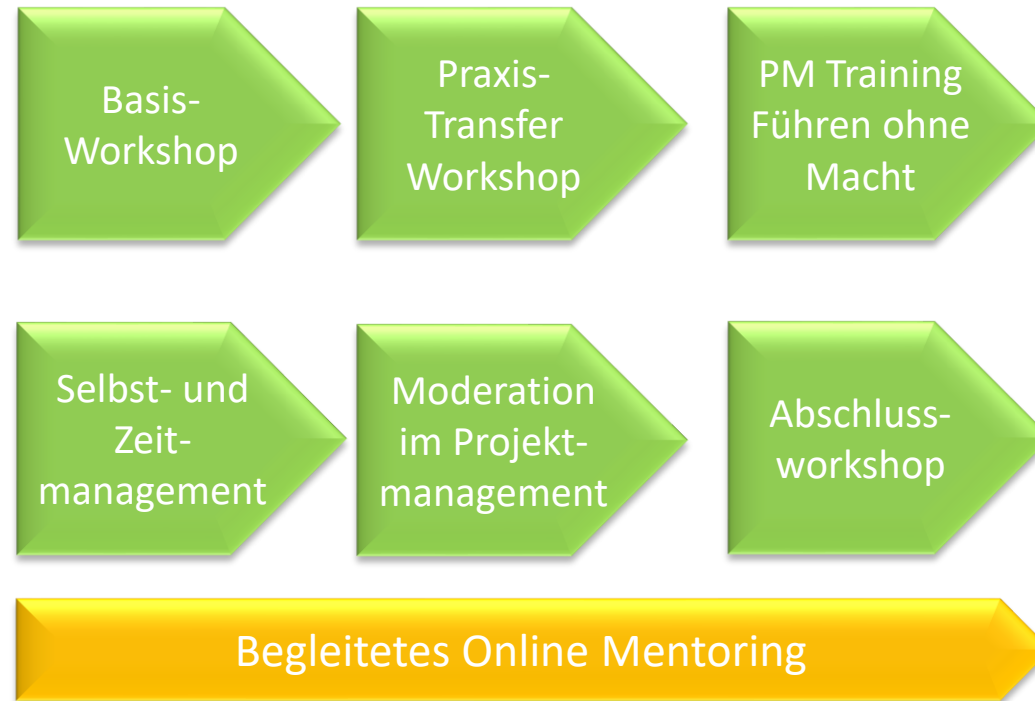 Basis-
Workshop
Praxis-
Transfer
Workshop
PM Training
Führen ohne
Macht
Selbst- und
Zeit-
management
Moderation
im Projekt-
management
Abschluss-
workshop
Begleitetes Online Mentoring